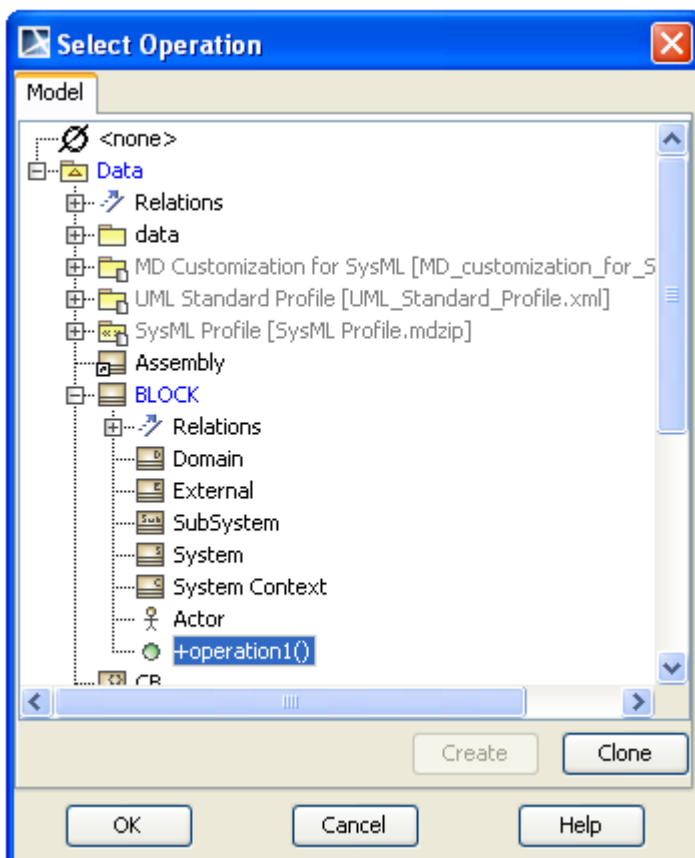 Select Operation
Model
<none>
Data
Relations
data
MD Customization for SysML [MD_customization_for_S
UML Standard Profile [UML_Standard_Profile.xml]
SysML Profile [SysML Profile.mdzip]
Assembly
BLOCK
Relations
Domain
External
SubSystem
System
System Context
Actor
+operation1()
CB
Create Clone
OK Cancel Help